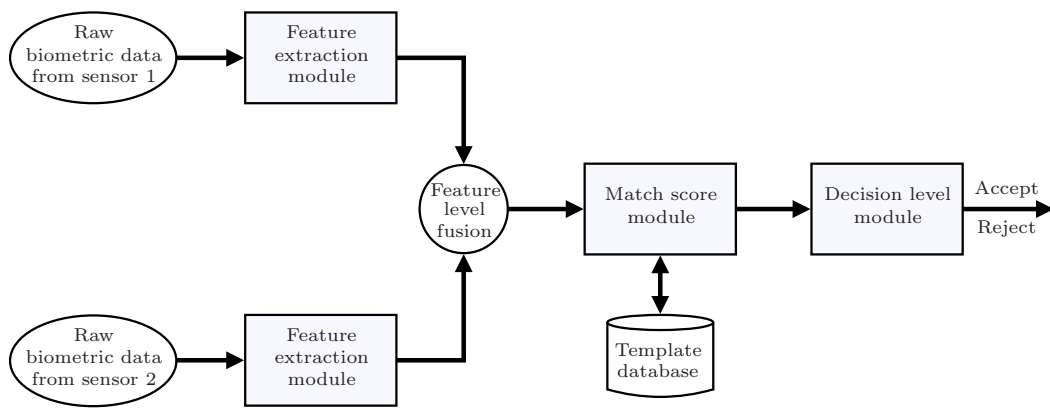 Raw
biometric data
from sensor 1
Feature
extraction
module
Feature
level
fusion
Match score
module
Decision level
module
Accept
Reject
Template
database
Raw
biometric data
from sensor 2
Feature
extraction
module